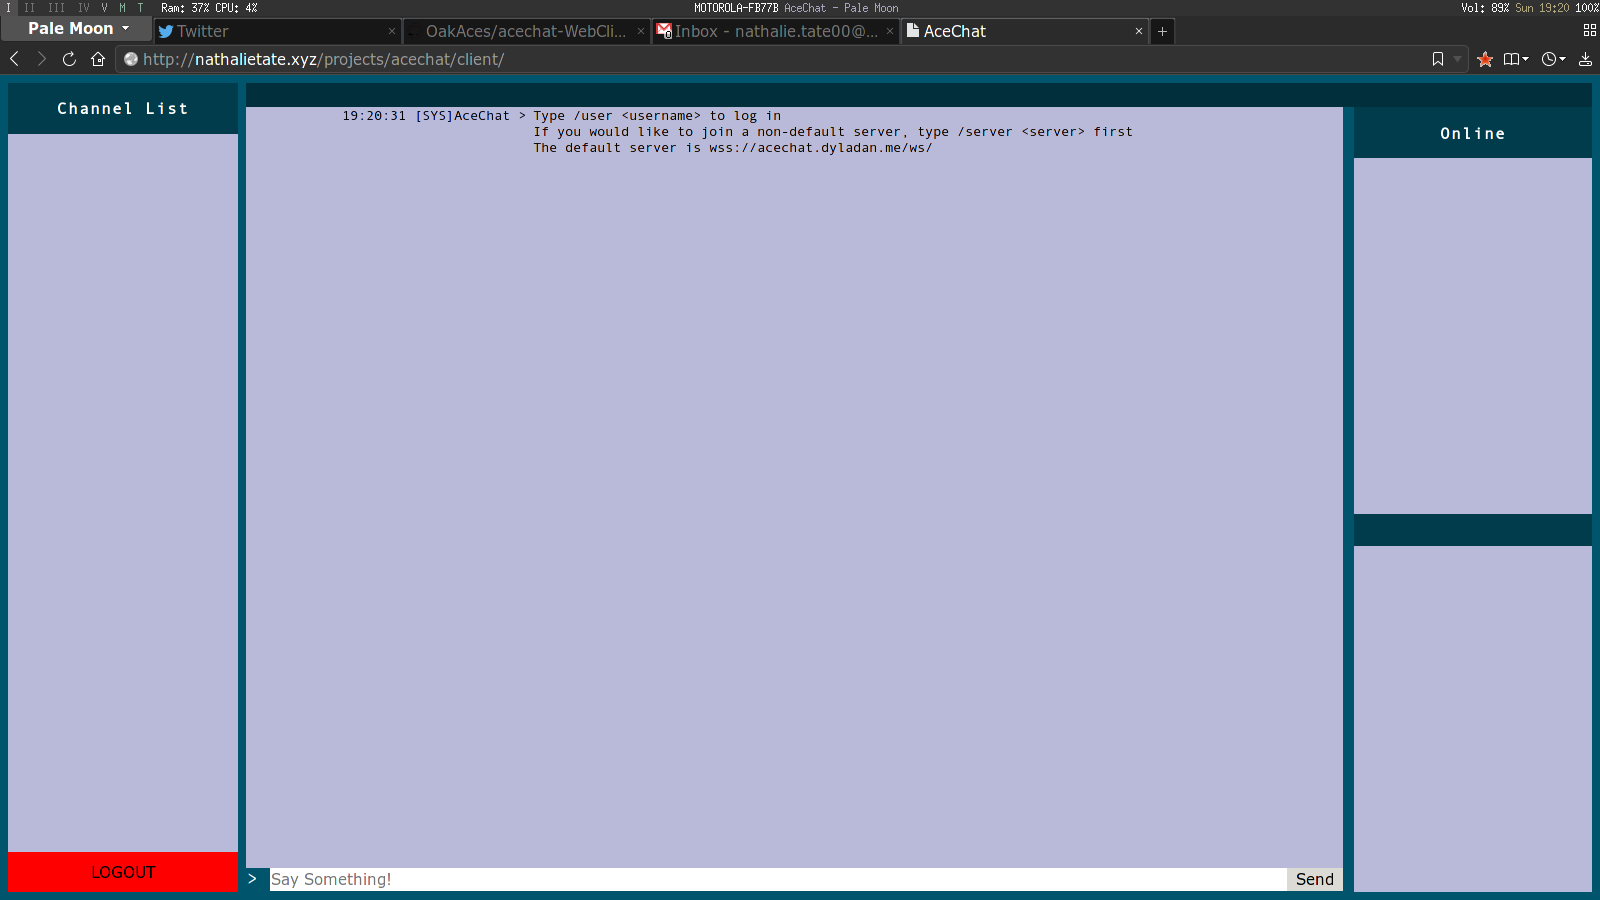 I II III IV V M T Ram: 37% CPU: 4% MOTOROLA-FB77B AceChat - Pale Moon Vol: 89% Sun 19:20 100%
Pale Moon Twitter × OakAces/acechat-WebCli... × Inbox - nathalie.tate00@... × AceChat × +
http://nathalietate.xyz/projects/acechat/client/
Channel List
19:20:31 [SYS]AceChat > Type /user <username> to log in
If you would like to join a non-default server, type /server <server> first
The default server is wss://acechat.dyladan.me/ws/
Online
LOGOUT
> Say Something! Send